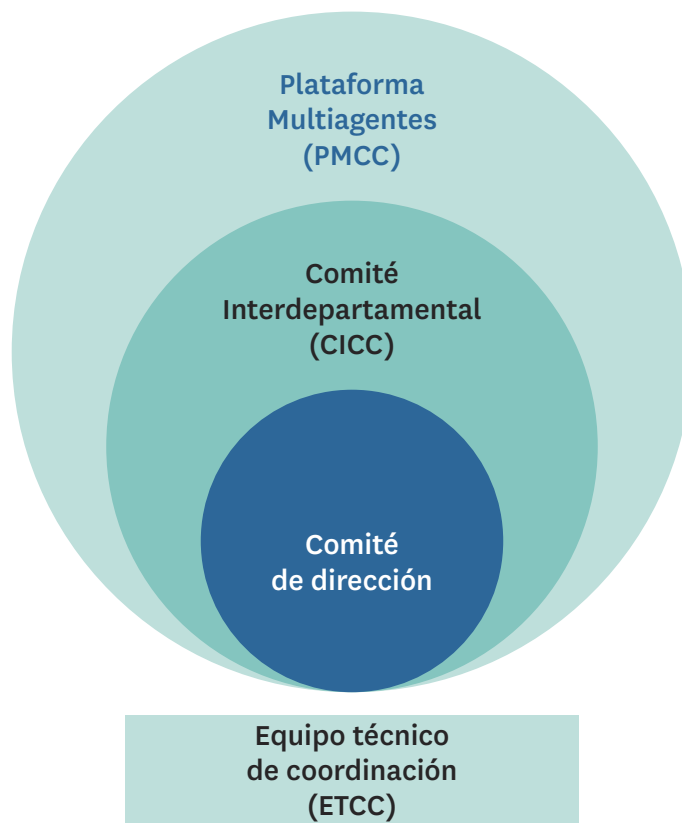 Plataforma
Multiagentes
(PMCC)
Comité
Interdepartamental
(CICC)
Comité
de dirección
Equipo técnico
de coordinación
(ETCC)